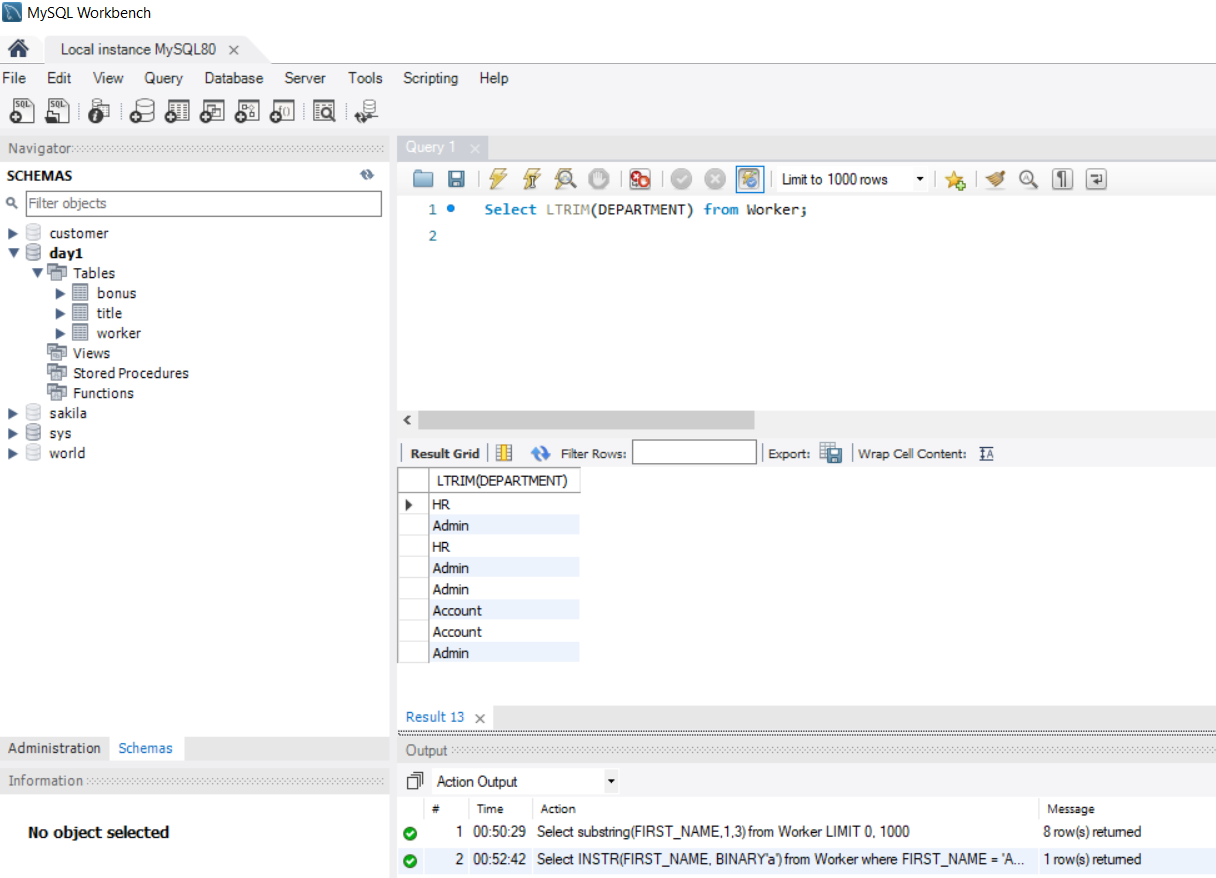 MySQL Workbench
Local instance MySQL80
File Edit View Query Database Server Tools Scripting Help
Navigator
SCHEMAS
Filter objects
customer
day1
Tables
bonus
title
worker
Views
Stored Procedures
Functions
sakila
sys
world
Administration Schemas
Information
No object selected
Query 1
Limit to 1000 rows
1 Select LTRIM(DEPARTMENT) from Worker;
2
Result Grid Filter Rows: Export: Wrap Cell Content:
LTRIM(DEPARTMENT)
HR
Admin
HR
Admin
Admin
Account
Account
Admin
Result 13
Output
Action Output
# Time Action Message
1 00:50:29 Select substring(FIRST_NAME,1,3) from Worker LIMIT 0, 1000 8 row(s) returned
2 00:52:42 Select INSTR(FIRST_NAME, BINARY'a') from Worker where FIRST_NAME = 'A... 1 row(s) returned